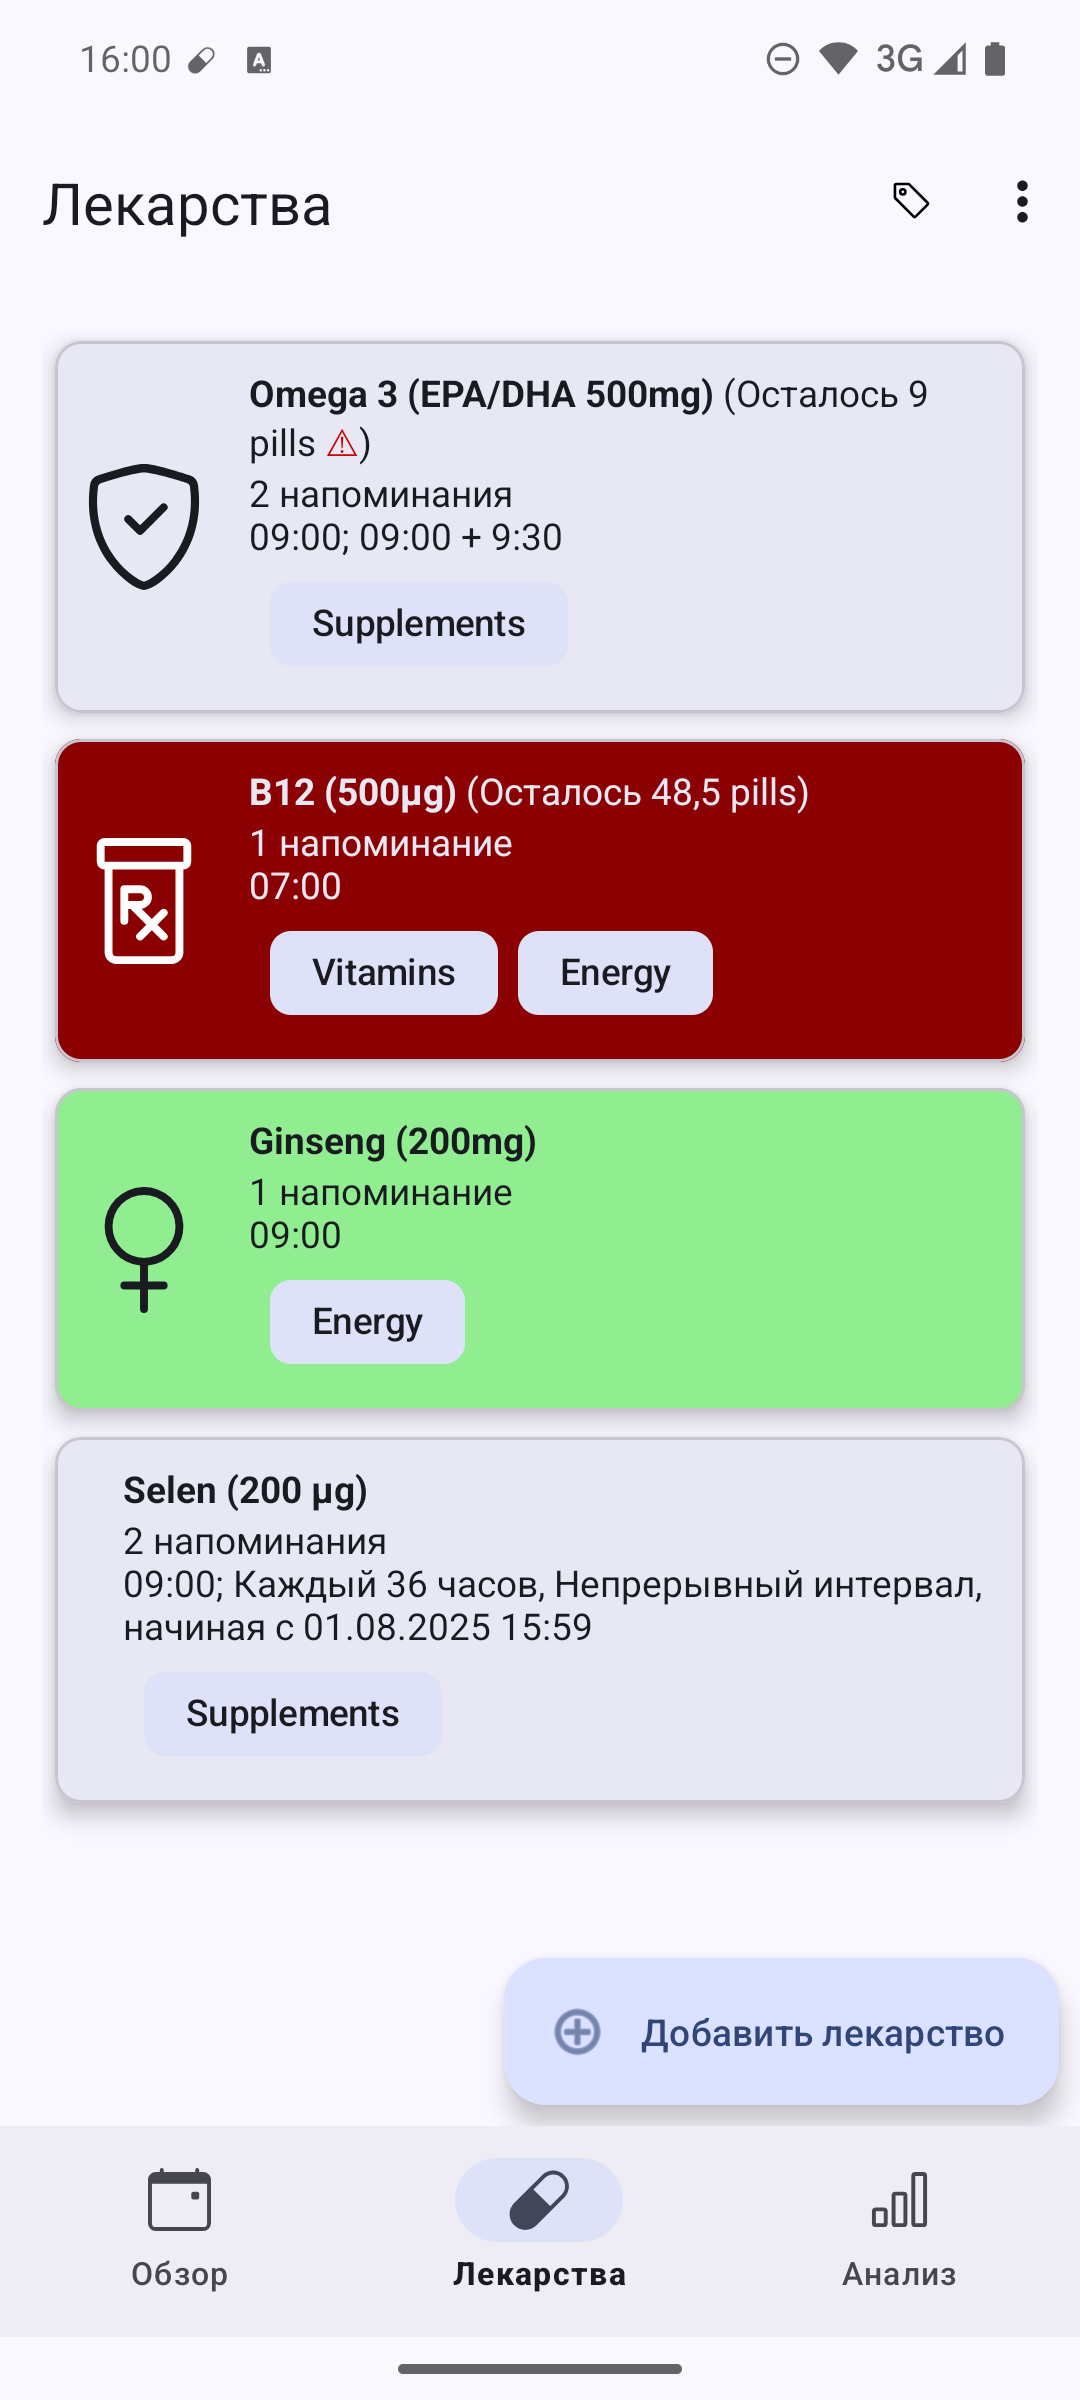 16:00
3G
Лекарства
Omega 3 (EPA/DHA 500mg) (Осталось 9
pills ⚠)
2 напоминания
09:00; 09:00 + 9:30
Supplements
B12 (500µg) (Осталось 48,5 pills)
1 напоминание
07:00
Vitamins Energy
Ginseng (200mg)
1 напоминание
09:00
Energy
Selen (200 µg)
2 напоминания
09:00; Каждый 36 часов, Непрерывный интервал,
начиная с 01.08.2025 15:59
Supplements
Добавить лекарство
Обзор Лекарства Анализ